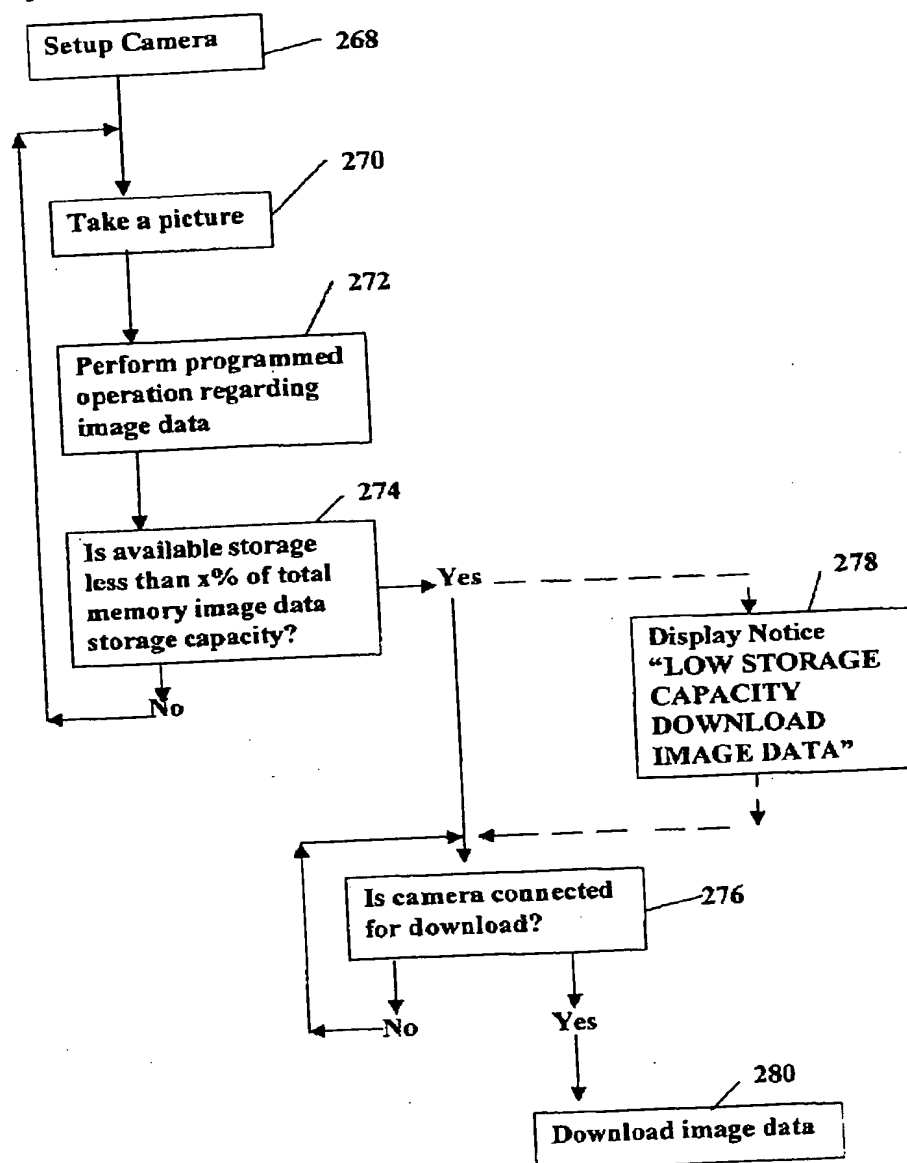 Setup Camera
268
270
Take a picture
272
Perform programmed
operation regarding
image data
274
Is available storage
less than x% of total
memory image data
storage capacity?
Yes
No
278
Display Notice
“LOW STORAGE
CAPACITY
DOWNLOAD
IMAGE DATA”
Is camera connected
for download?
276
No
Yes
280
Download image data